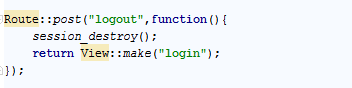 Route::post("logout",function(){
session_destroy();
return View::make("login");
});